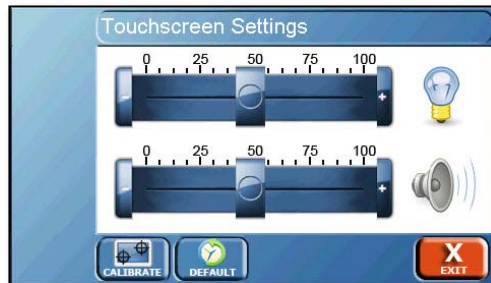 Touchscreen Settings
0 25 50 75 100
- +
0 25 50 75 100
- +
CALIBRATE DEFAULT X EXIT